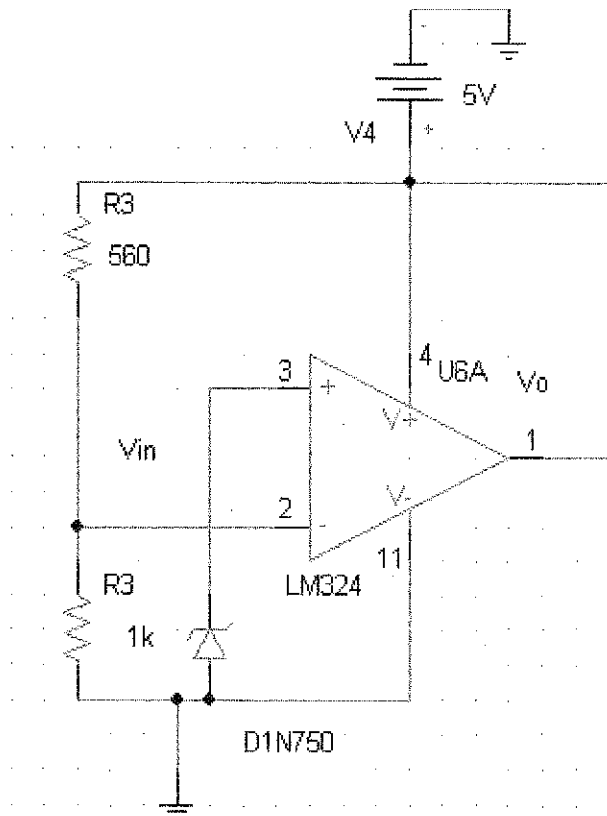 -
5V
V4
+
R3
560
3
4
U6A
Vo
+
V+
1
Vin
V-
2
-
11
R3
LM324
1k
D1N750